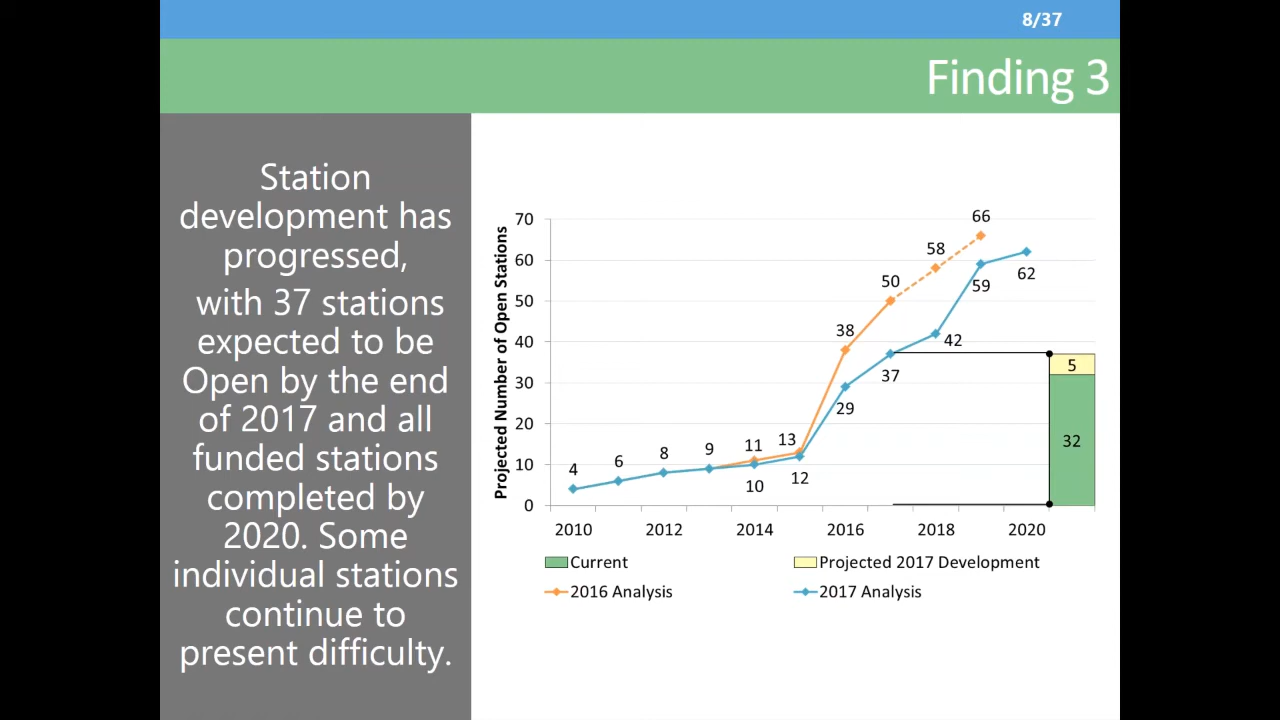 8/37
Finding 3
Station
development has
progressed,
with 37 stations
expected to be
Open by the end
of 2017 and all
funded stations
completed by
2020. Some
individual stations
continue to
present difficulty.
Projected Number of Open Stations
70
60
50
40
30
20
10
0
4
6
8
9
11
13
38
50
58
66
10
12
29
37
42
59
62
5
32
2010 2012 2014 2016 2018 2020
Current Projected 2017 Development
2016 Analysis 2017 Analysis